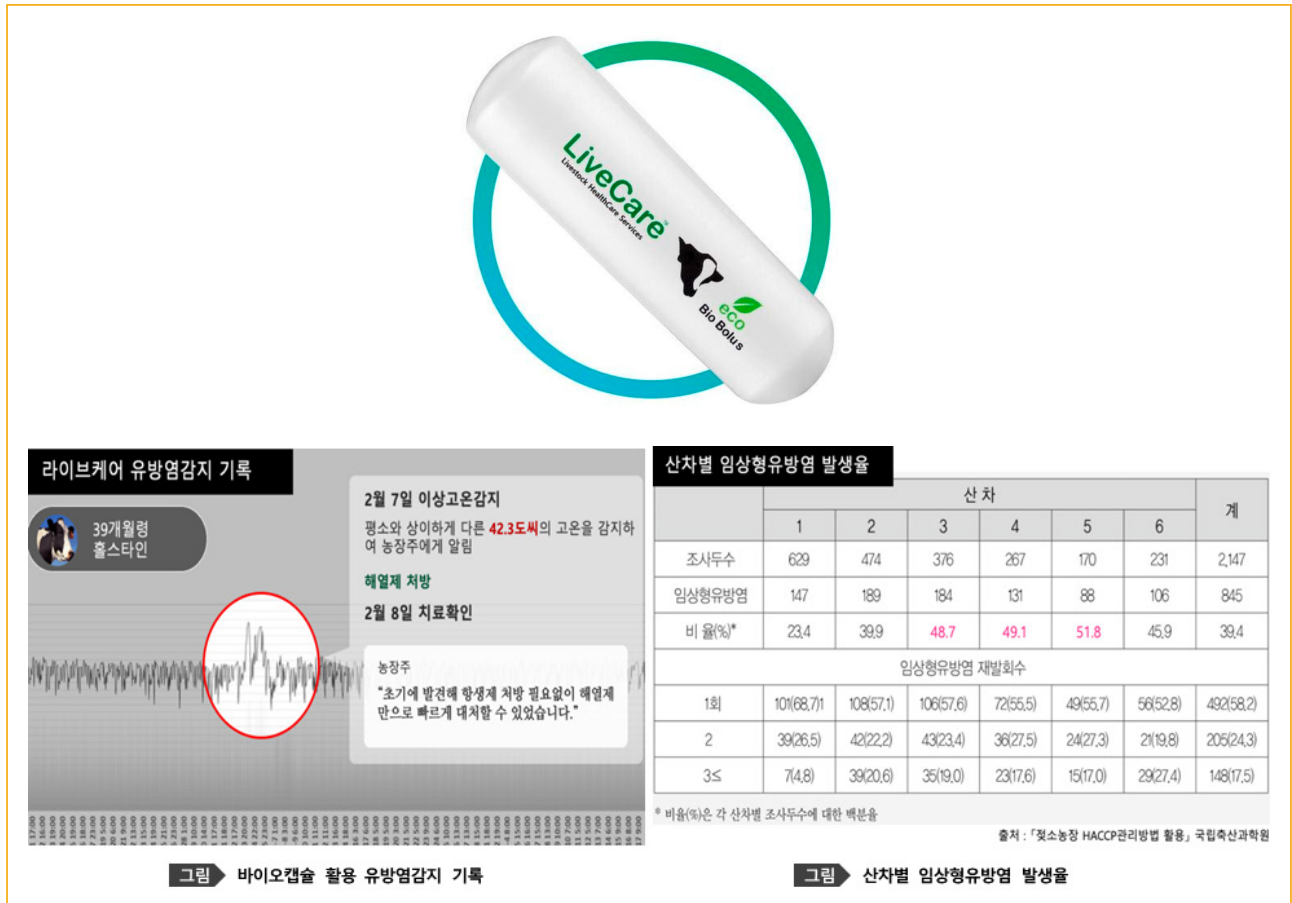 LiveCare™
Livestock HealthCare Services
eco
Bio Bolus
라이브케어 유방염감지 기록
39개월령
홀스타인
2월 7일 이상고온감지
평소와 상이하게 다른 42.3도씨의 고온을 감지하
여 농장주에게 알림
해열제 처방
2월 8일 치료확인
농장주
"초기에 발견해 항생제 처방 필요없이 해열제
만으로 빠르게 대처할 수 있었습니다."
그림 바이오캡슐 활용 유방염감지 기록
산차별 임상형유방염 발생율
산 차 계
1 2 3 4 5 6
조사두수 629 474 376 267 170 231 2,147
임상형유방염 147 189 184 131 88 106 845
비 율(%)* 23.4 39.9 48.7 49.1 51.8 45.9 39.4
임상형유방염 재발회수
1회 101(68.7)1 108(57.1) 106(57.6) 72(55.5) 49(55.7) 56(52.8) 492(58.2)
2 39(26.5) 42(22.2) 43(23.4) 36(27.5) 24(27.3) 21(19.8) 205(24.3)
3≤ 7(4.8) 39(20.6) 35(19.0) 23(17.6) 15(17.0) 29(27.4) 148(17.5)
* 비율(%)은 각 산차별 조사두수에 대한 백분율
출처 : 「젖소농장 HACCP관리방법 활용」 국립축산과학원
그림 산차별 임상형유방염 발생율